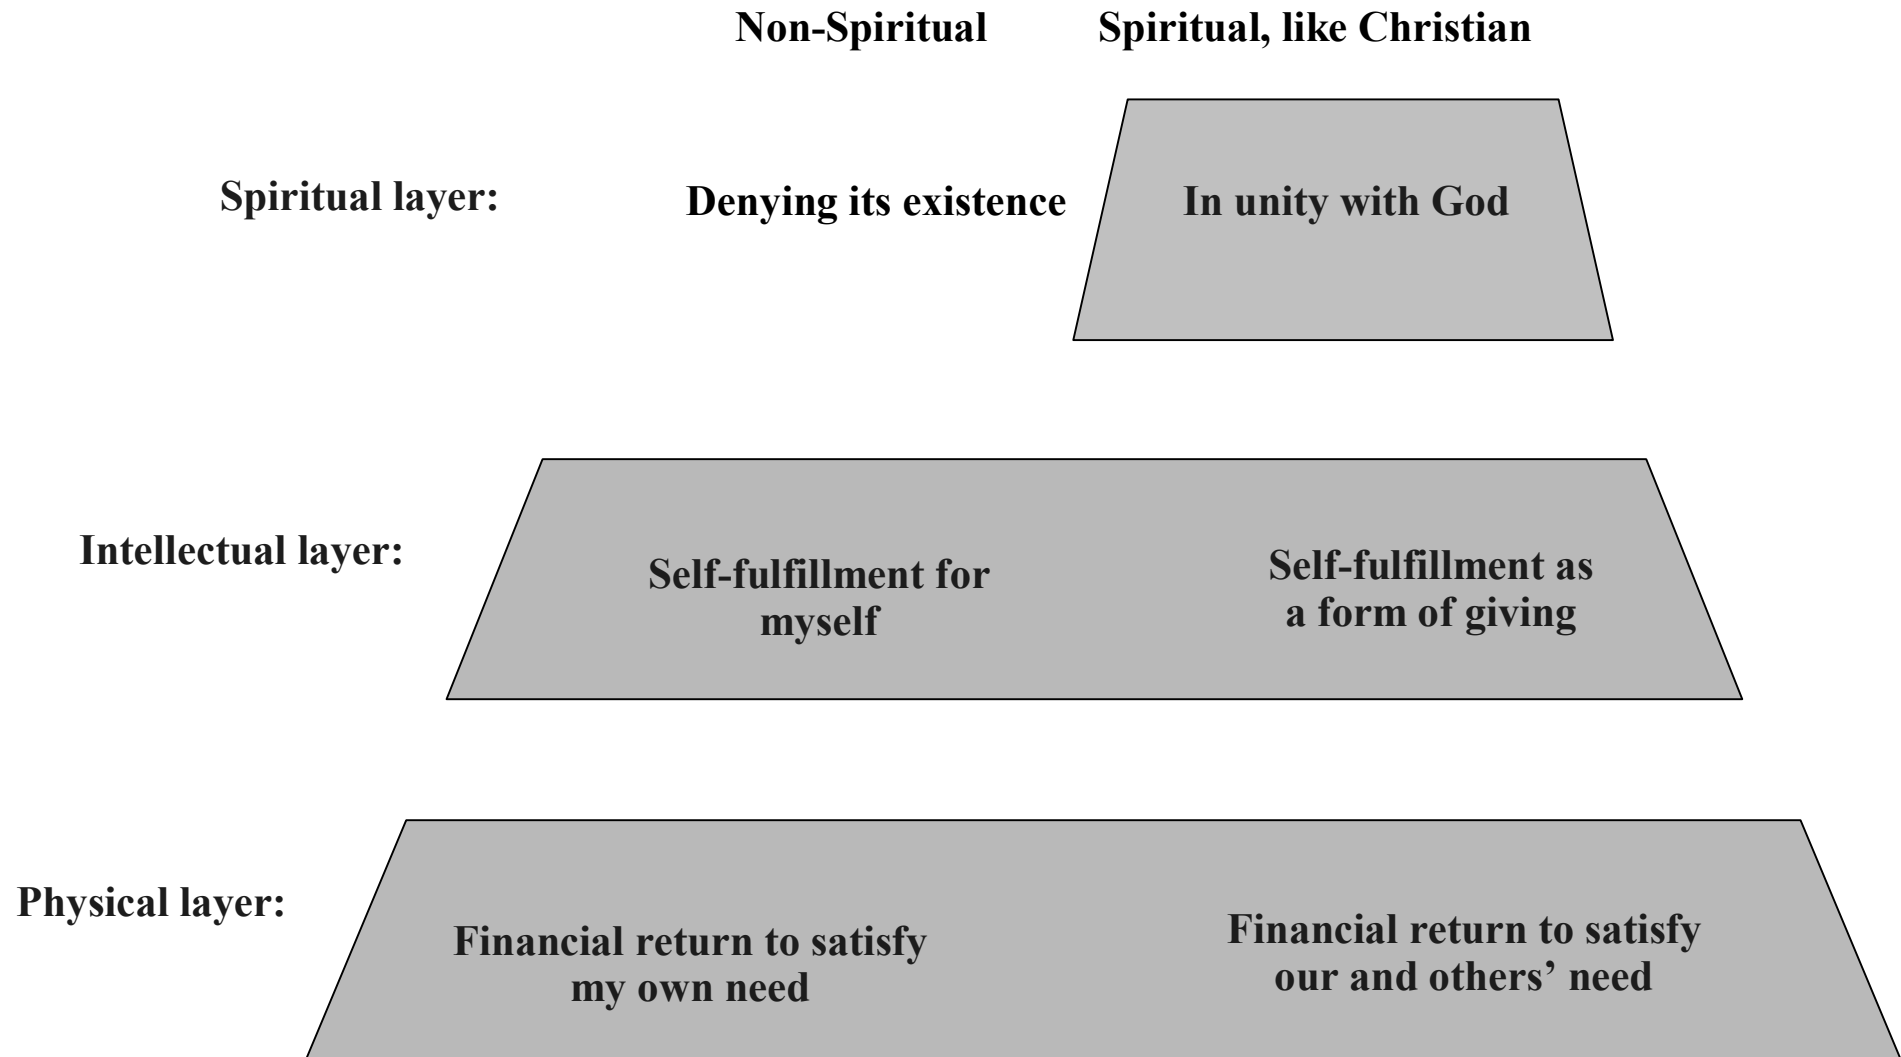 Non-Spiritual Spiritual, like Christian
Spiritual layer: Denying its existence In unity with God
Intellectual layer:
Self-fulfillment for
myself
Self-fulfillment as
a form of giving
Physical layer:
Financial return to satisfy
my own need
Financial return to satisfy
our and others’ need